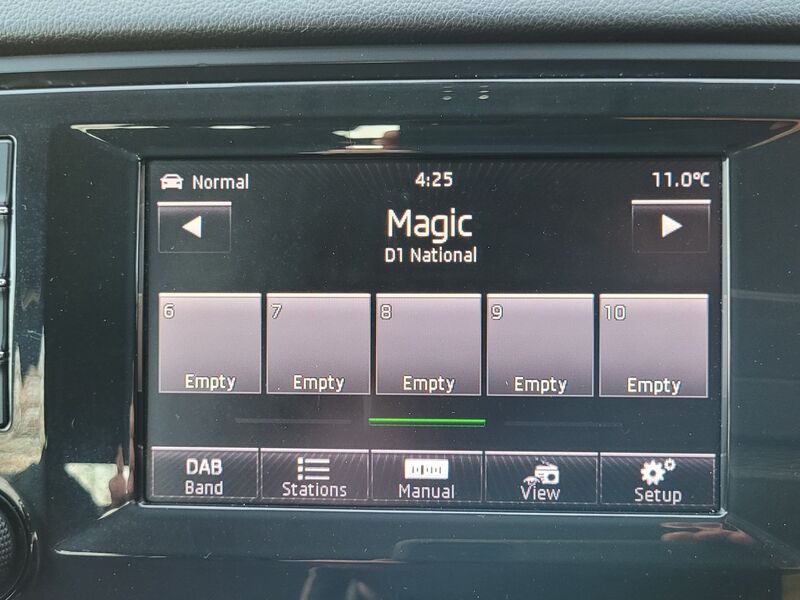 Normal 4:25 11.0°C
Magic
D1 National
6 7 8 9 10
Empty Empty Empty Empty Empty
DAB
Band Stations Manual View Setup